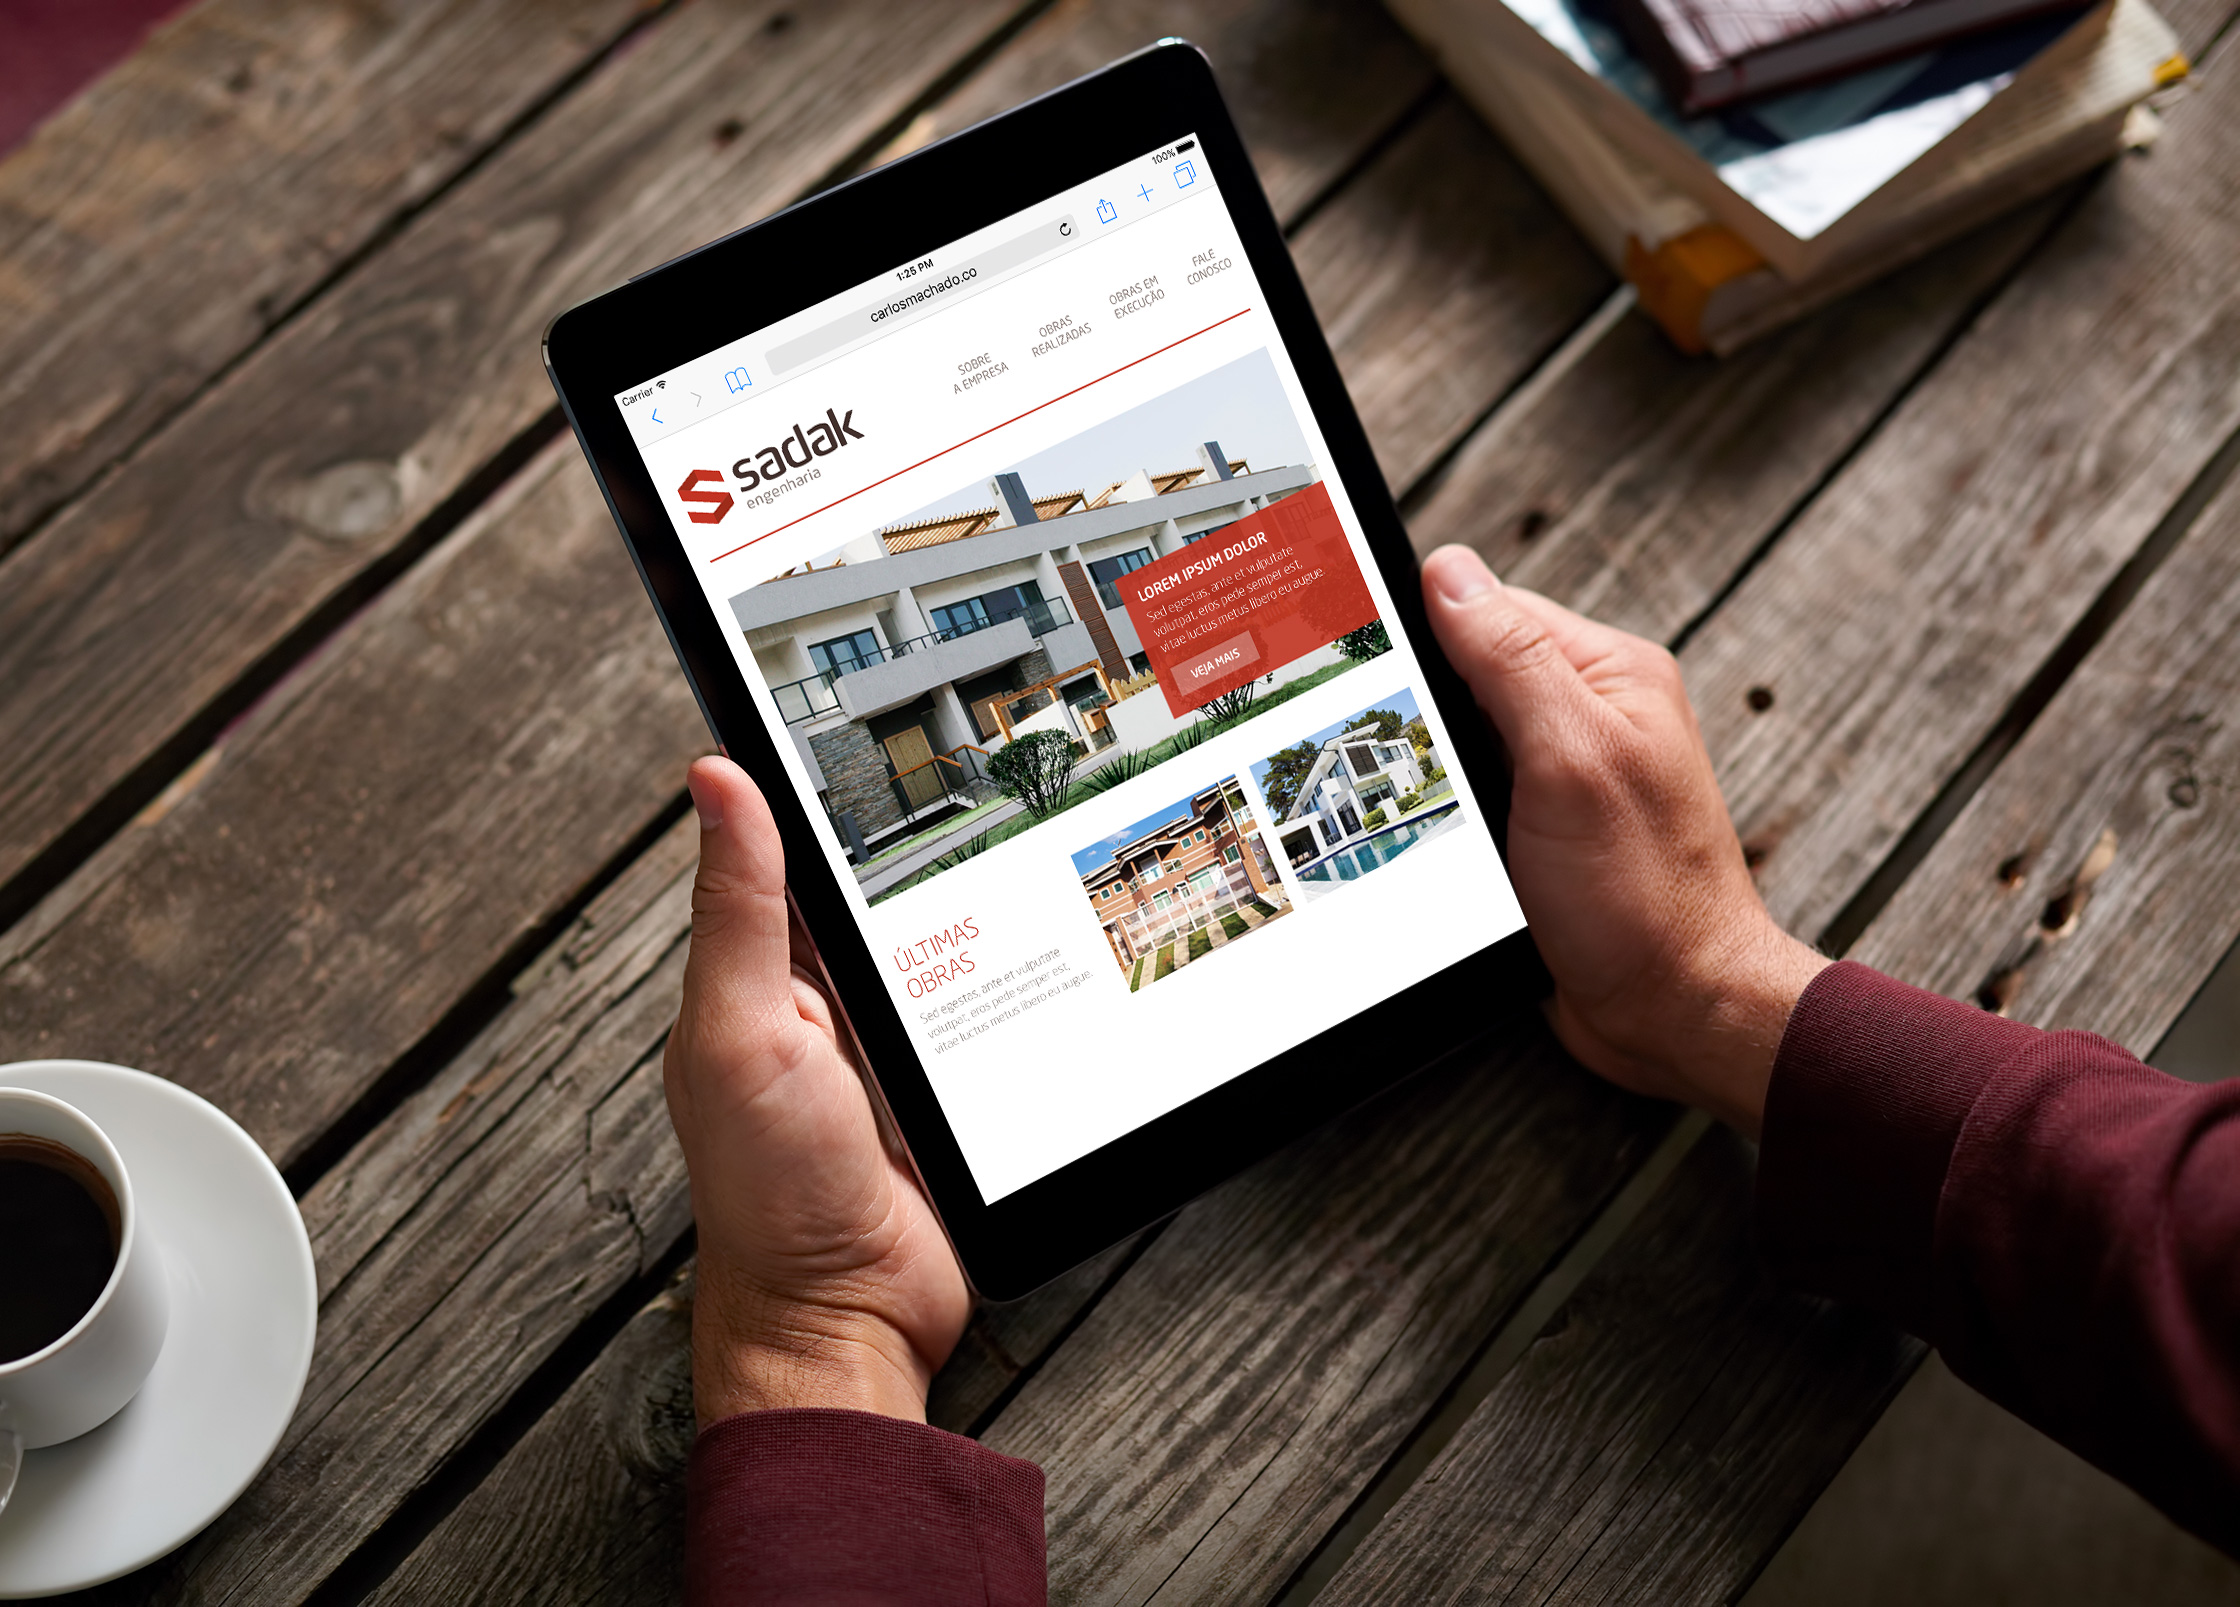 Carrier
1:25 PM
100%
carlosmachado.co
sadak
engenharia
SOBRE
A EMPRESA
OBRAS
REALIZADAS
OBRAS EM
EXECUÇÃO
FALE
CONOSCO
LOREM IPSUM DOLOR
Sed egestas, ante et vulputate
volutpat, eros pede semper est,
vitae luctus metus libero eu augue.
VEJA MAIS
ÚLTIMAS
OBRAS
Sed egestas, ante et vulputate
volutpat, eros pede semper est,
vitae luctus metus libero eu augue.